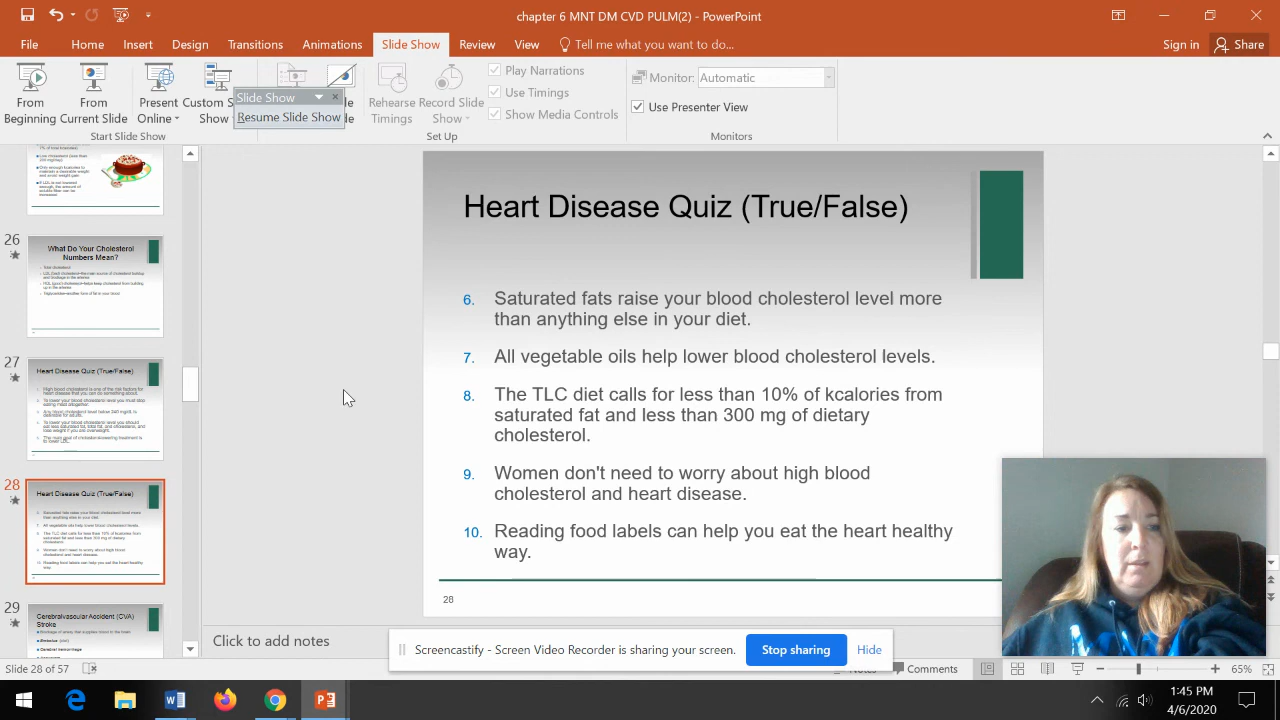 chapter 6 MNT DM CVD PULM(2) - PowerPoint
File Home Insert Design Transitions Animations Slide Show Review View Tell me what you want to do... Sign in Share
From Beginning
From Current Slide
Present Online
Custom S
Show
Slide Show
Resume Slide Show
Rehearse Timings
Record Slide Show
Play Narrations
Use Timings
Show Media Controls
Monitor: Automatic
Use Presenter View
Start Slide Show Set Up Monitors
26
What Do Your Cholesterol
Numbers Mean?
27
Heart Disease Quiz (True/False)
28
Heart Disease Quiz (True/False)
29
Cerebralvascular Accident (CVA)
Stroke
Heart Disease Quiz (True/False)
6. Saturated fats raise your blood cholesterol level more
than anything else in your diet.
7. All vegetable oils help lower blood cholesterol levels.
8. The TLC diet calls for less than 10% of kcalories from
saturated fat and less than 300 mg of dietary
cholesterol.
9. Women don't need to worry about high blood
cholesterol and heart disease.
10. Reading food labels can help you eat the heart healthy
way.
28
Click to add notes
Screencastify - Screen Video Recorder is sharing your screen. Stop sharing Hide
Slide 28 of 57
Notes Comments 65%
1:45 PM
4/6/2020